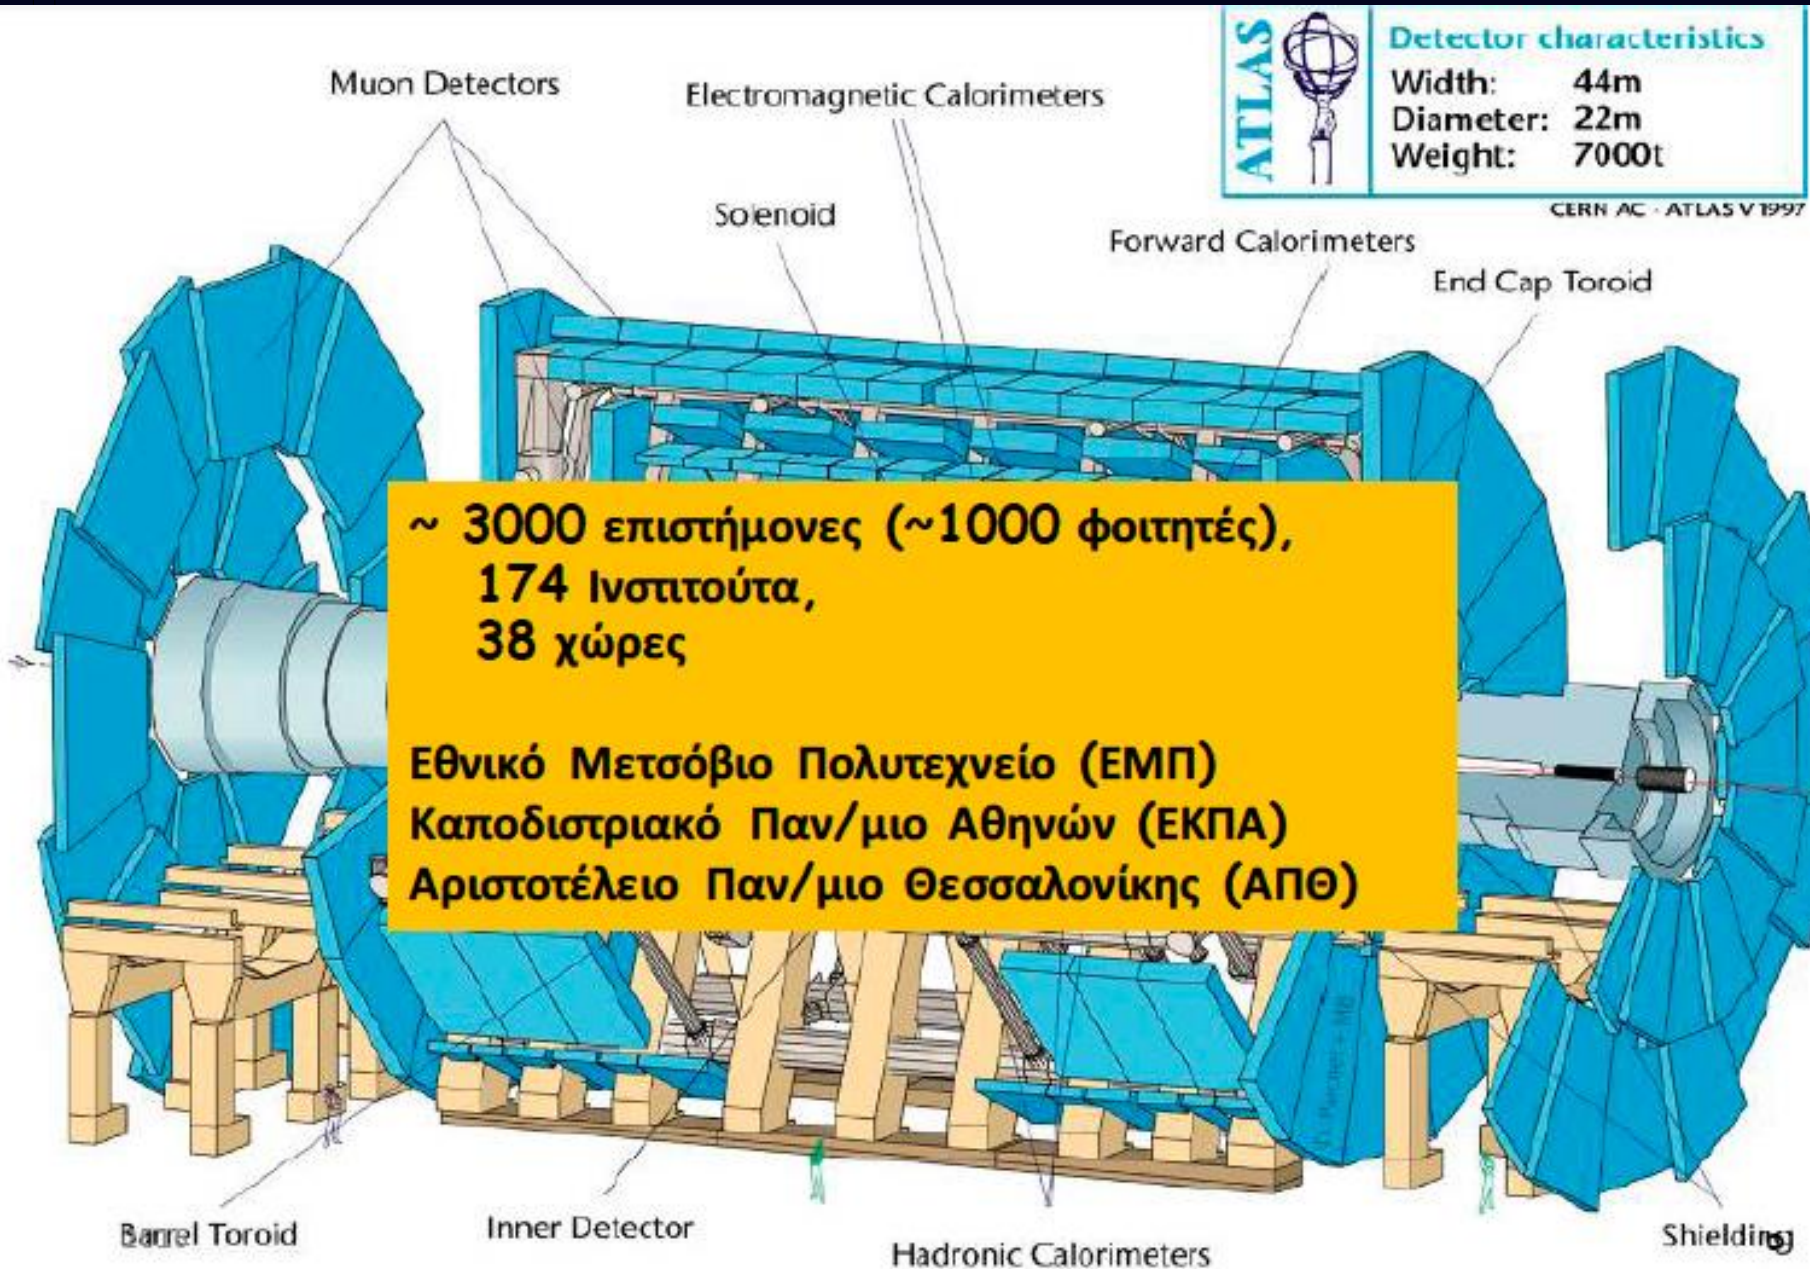 ATLAS
Detector characteristics
Width: 44m
Diameter: 22m
Weight: 7000t
CERN AC - ATLAS V 1997
Muon Detectors
Electromagnetic Calorimeters
Solenoid
Forward Calorimeters
End Cap Toroid
~ 3000 επιστήμονες (~1000 φοιτητές),
174 Ινστιτούτα,
38 χώρες
Εθνικό Μετσόβιο Πολυτεχνείο (ΕΜΠ)
Καποδιστριακό Παν/μιο Αθηνών (ΕΚΠΑ)
Αριστοτέλειο Παν/μιο Θεσσαλονίκης (ΑΠΘ)
Barrel Toroid
Inner Detector
Hadronic Calorimeters
Shielding